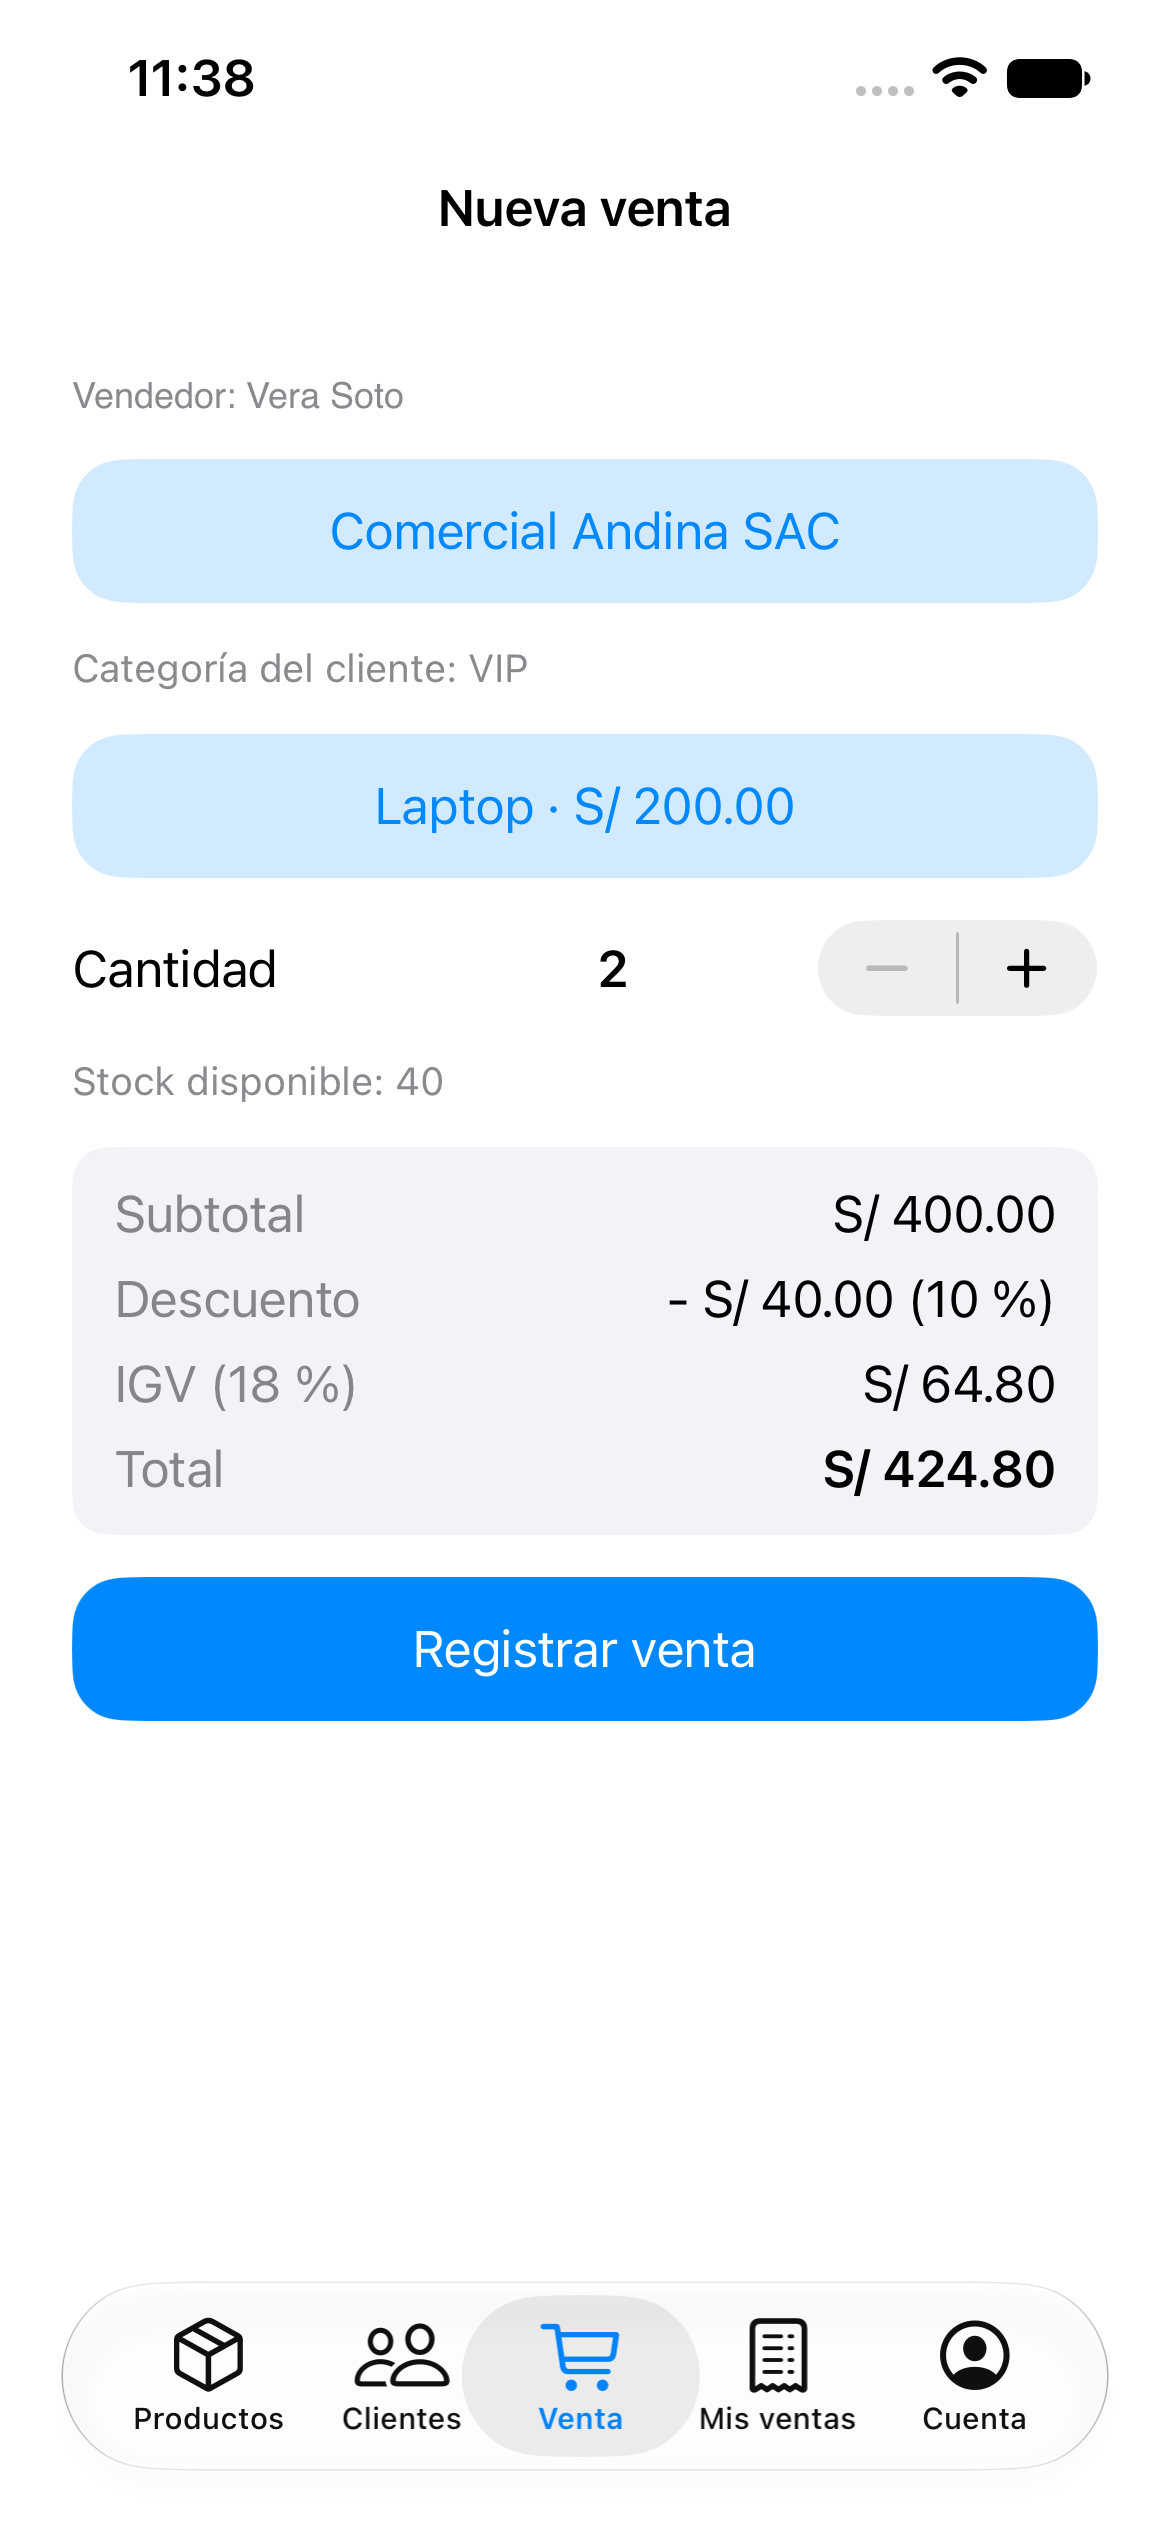 11:38
Nueva venta
Vendedor: Vera Soto
Comercial Andina SAC
Categoría del cliente: VIP
Laptop · S/ 200.00
Cantidad 2
Stock disponible: 40
Subtotal S/ 400.00
Descuento - S/ 40.00 (10 %)
IGV (18 %) S/ 64.80
Total S/ 424.80
Registrar venta
Productos Clientes Venta Mis ventas Cuenta